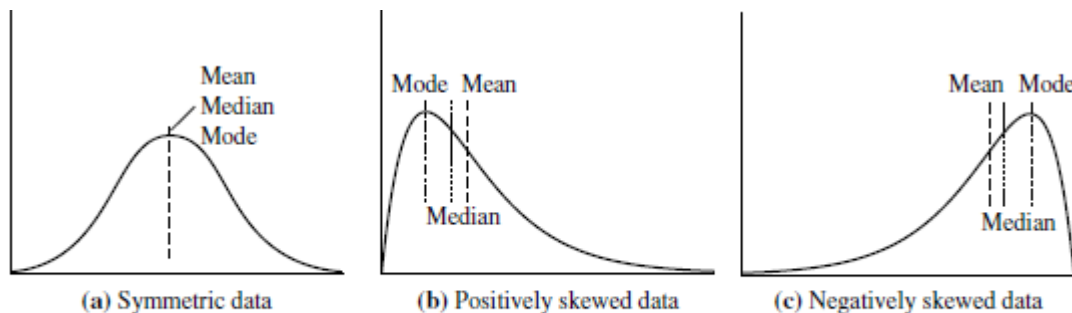 Mean
Median
Mode
Mode Mean
Median
Mean Mode
Median
(a) Symmetric data
(b) Positively skewed data
(c) Negatively skewed data